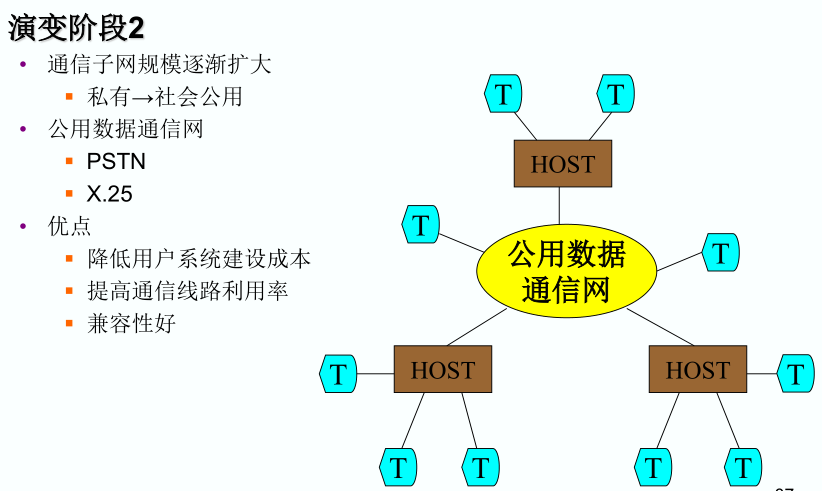 演变阶段2
• 通信子网规模逐渐扩大
▪ 私有→社会公用
• 公用数据通信网
▪ PSTN
▪ X.25
• 优点
▪ 降低用户系统建设成本
▪ 提高通信线路利用率
▪ 兼容性好
T T
HOST
T
公用数据
通信网
T
HOST
HOST
T
T
T T
T T